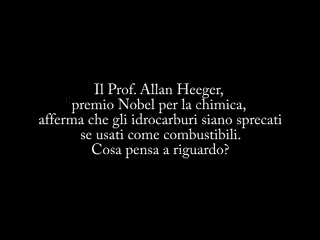 Il Prof. Allan Heeger,
premio Nobel per la chimica,
afferma che gli idrocarburi siano sprecati
se usati come combustibili.
Cosa pensa a riguardo?